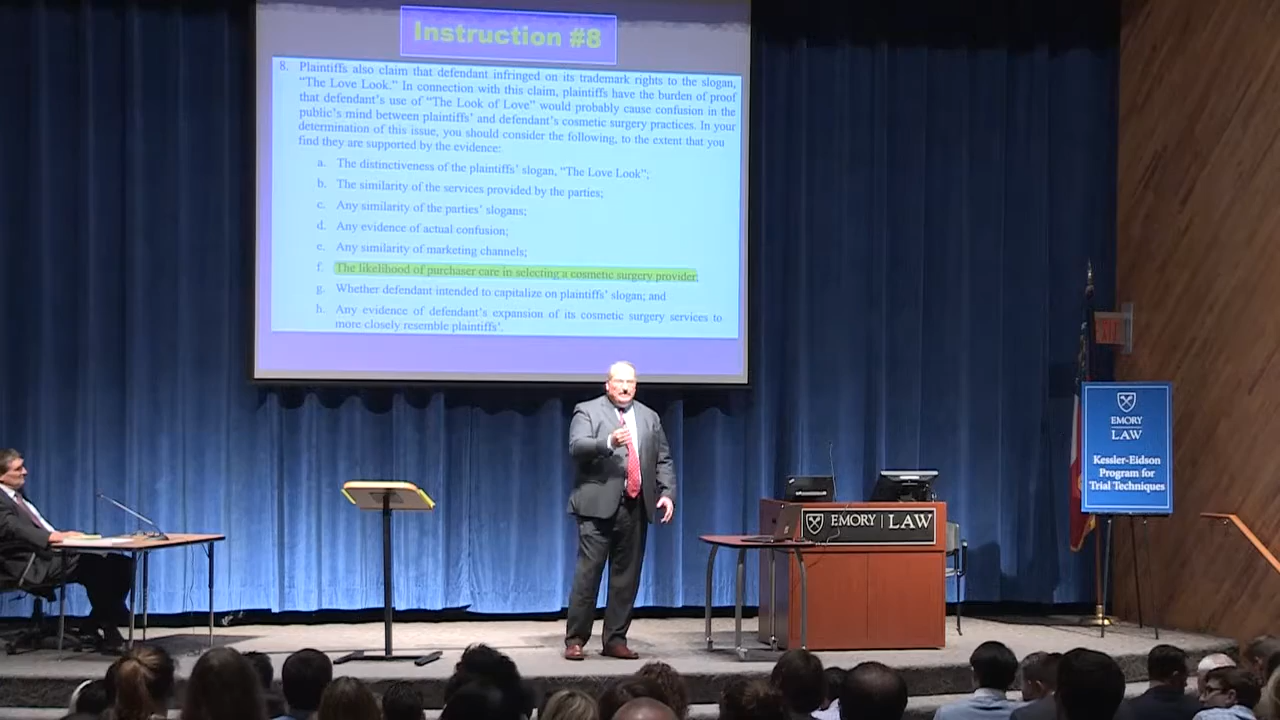 Instruction #8
8. Plaintiffs also claim that defendant infringed on its trademark rights to the slogan,
"The Love Look." In connection with this claim, plaintiffs have the burden of proof
that defendant's use of "The Look of Love" would probably cause confusion in the
public's mind between plaintiffs' and defendant's cosmetic surgery practices. In your
determination of this issue, you should consider the following, to the extent that you
find they are supported by the evidence:
a. The distinctiveness of the plaintiffs' slogan, "The Love Look";
b. The similarity of the services provided by the parties;
c. Any similarity of the parties' slogans;
d. Any evidence of actual confusion;
e. Any similarity of marketing channels;
f. The likelihood of purchaser care in selecting a cosmetic surgery provider;
g. Whether defendant intended to capitalize on plaintiffs' slogan; and
h. Any evidence of defendant's expansion of its cosmetic surgery services to
more closely resemble plaintiffs'.
EMORY
LAW
Kessler-Eidson
Program for
Trial Techniques
EMORY | LAW